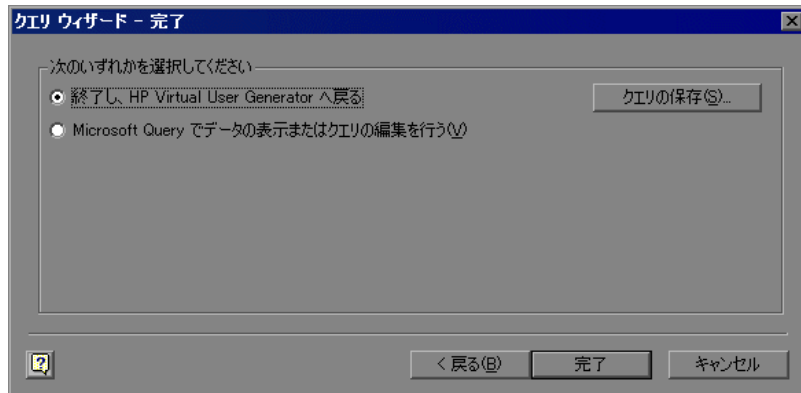 クエリ ウィザード - 完了
次のいずれかを選択してください
終了し、HP Virtual User Generator へ戻る
クエリの保存(S)...
Microsoft Query でデータの表示またはクエリの編集を行う(V)
< 戻る(B)
完了
キャンセル